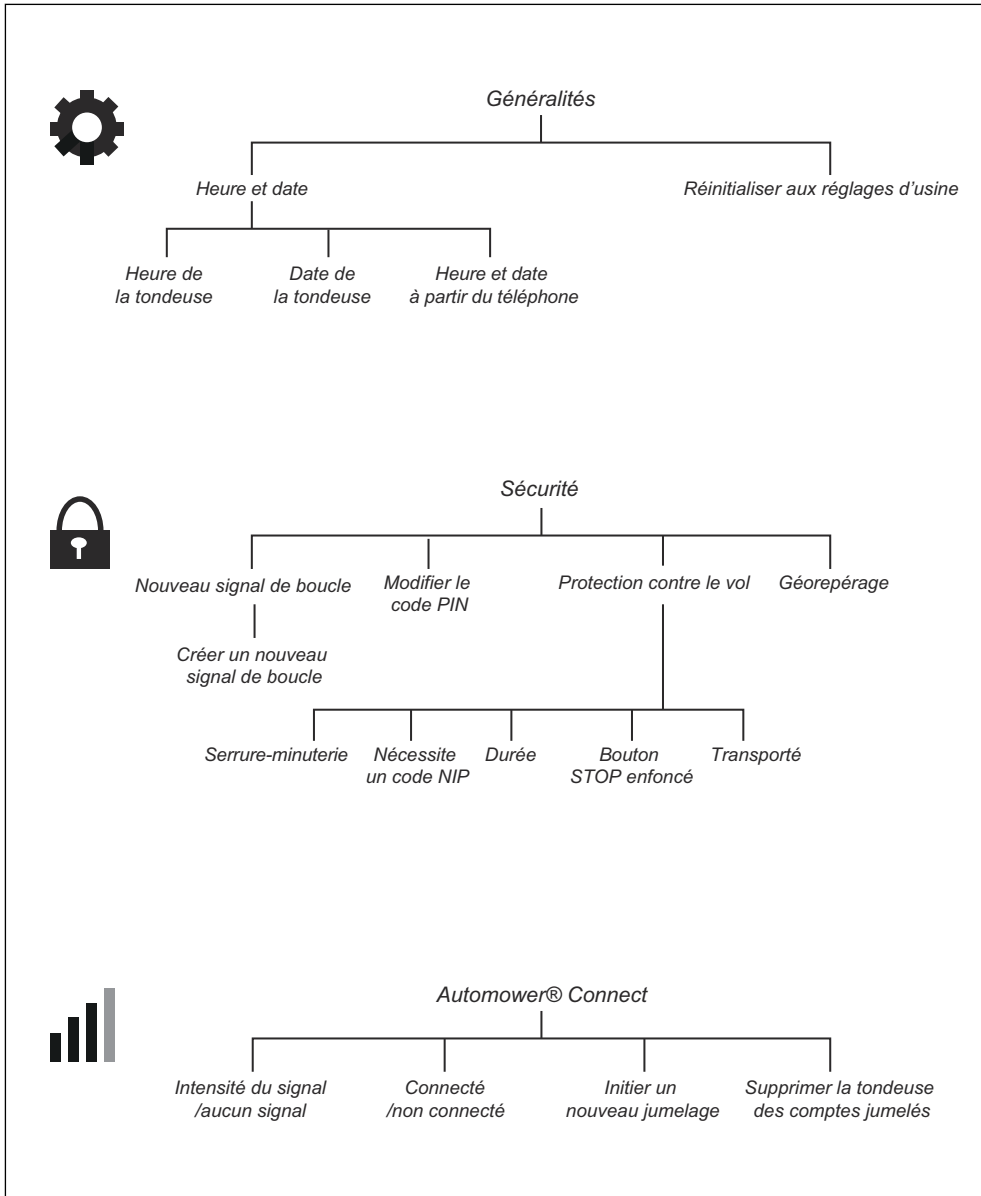 Généralités
Heure et date
Réinitialiser aux réglages d'usine
Heure de
la tondeuse
Date de
la tondeuse
Heure et date
à partir du téléphone
Sécurité
Nouveau signal de boucle
Modifier le
code PIN
Protection contre le vol
Géorepérage
Créer un nouveau
signal de boucle
Serrure-minuterie
Nécessite
un code NIP
Durée
Bouton
STOP enfoncé
Transporté
Automower® Connect
Intensité du signal
/aucun signal
Connecté
/non connecté
Initier un
nouveau jumelage
Supprimer la tondeuse
des comptes jumelés